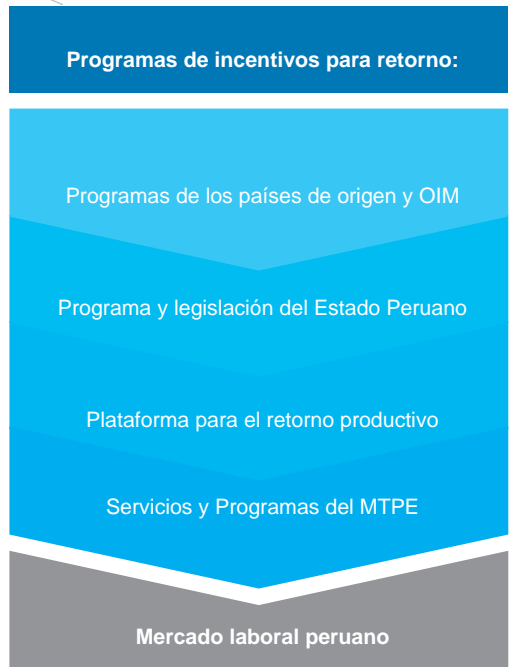 Programas de incentivos para retorno:
Programas de los países de origen y OIM
Programa y legislación del Estado Peruano
Plataforma para el retorno productivo
Servicios y Programas del MTPE
Mercado laboral peruano